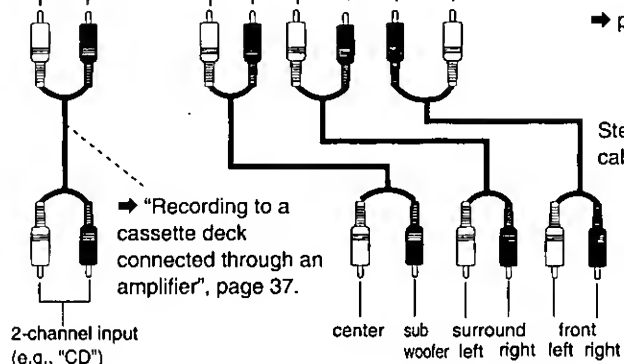 ➡ p
Ste
cab
➡ "Recording to a
cassette deck
connected through an
amplifier", page 37.
2-channel input
(e.g., "CD")
center sub woofer surround left right front left right